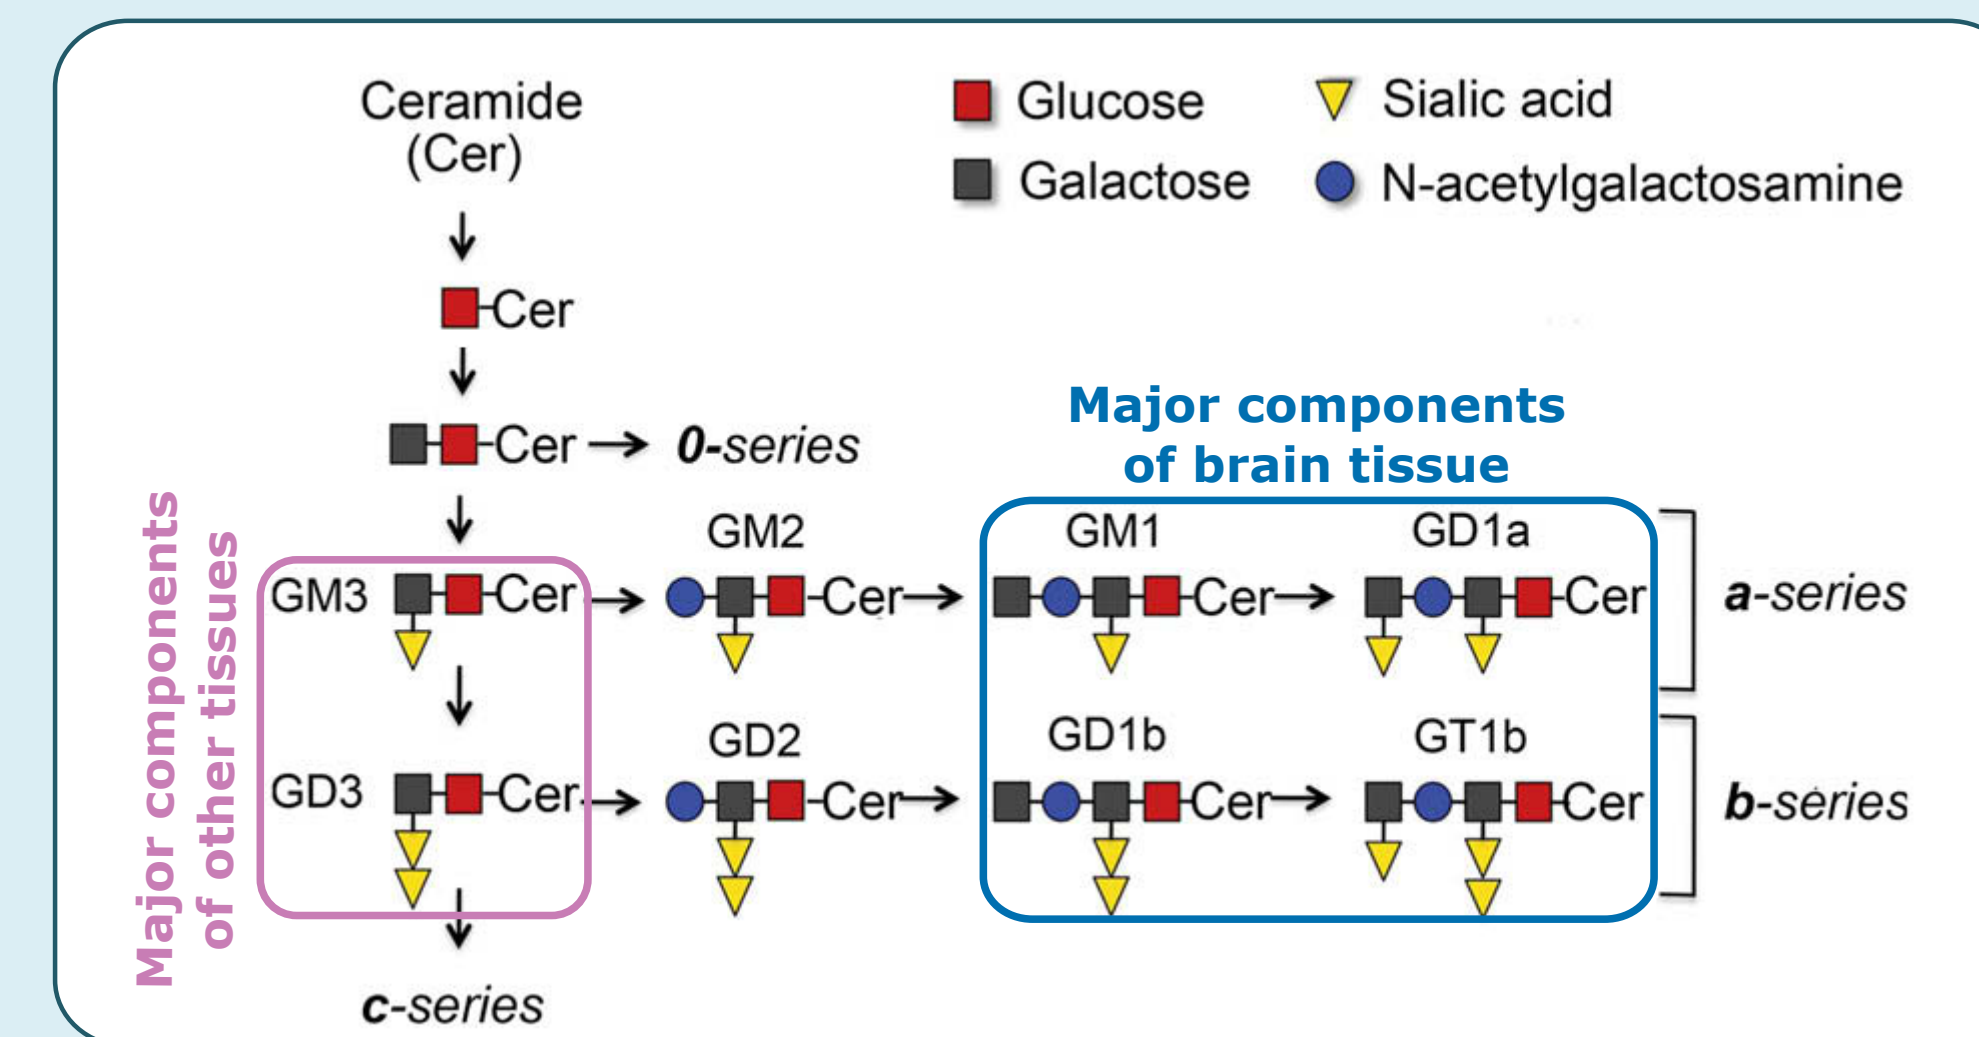 Ceramide
(Cer)
Glucose
Sialic acid
Galactose
N-acetylgalactosamine
Cer
Cer
0-series
Major components
of brain tissue
Major components
of other tissues
GM2
GM1
GD1a
GM3
Cer
Cer
Cer
Cer
a-series
GD2
GD1b
GT1b
GD3
Cer
Cer
Cer
Cer
b-series
c-series